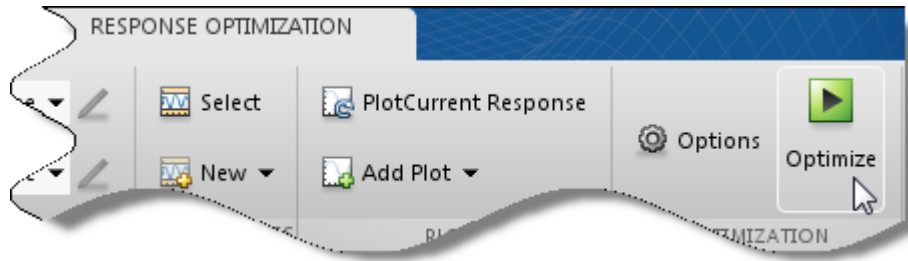 RESPONSE OPTIMIZATION
Select
PlotCurrent Response
Options
Optimize
New
Add Plot